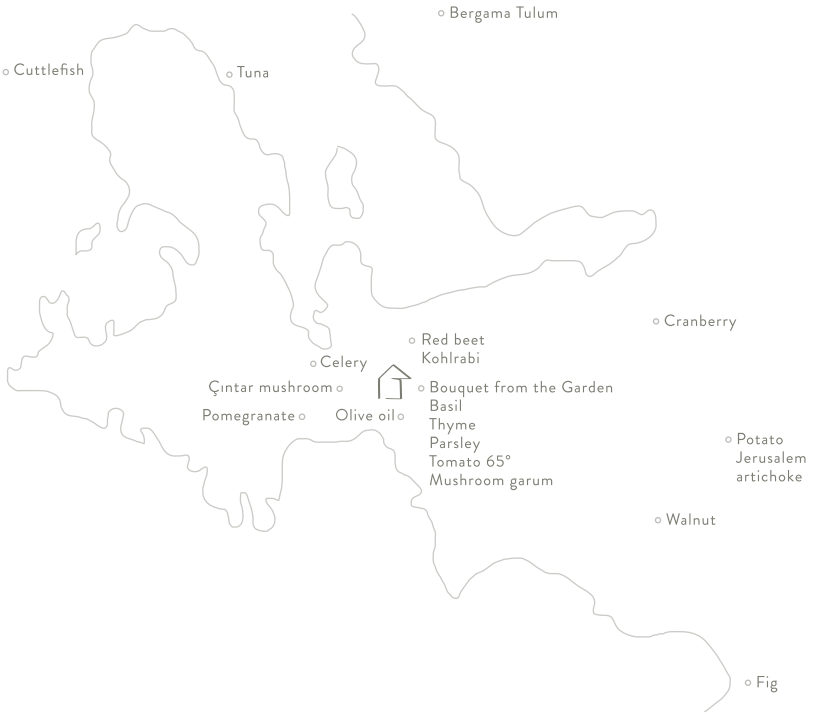 Bergama Tulum
Cuttlefish
Tuna
Cranberry
Red beet
Kohlrabi
Celery
Çıntar mushroom
Bouquet from the Garden
Basil
Thyme
Parsley
Tomato 65°
Mushroom garum
Pomegranate
Olive oil
Potato
Jerusalem
artichoke
Walnut
Fig